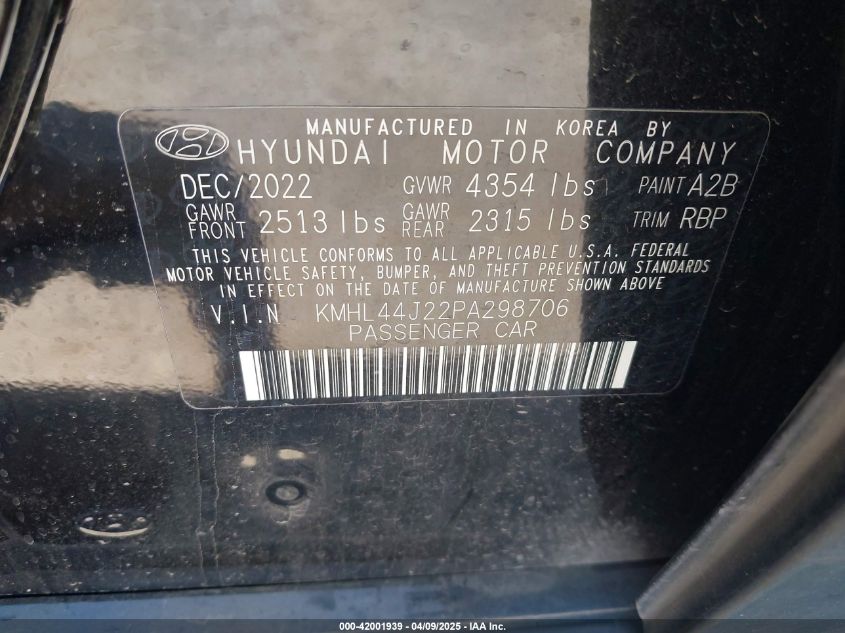 MANUFACTURED IN KOREA BY
HYUNDAI MOTOR COMPANY
DEC/2022 GVWR 4354 lbs PAINT A2B
GAWR FRONT 2513 lbs GAWR REAR 2315 lbs TRIM RBP
THIS VEHICLE CONFORMS TO ALL APPLICABLE U.S.A. FEDERAL
MOTOR VEHICLE SAFETY, BUMPER, AND THEFT PREVENTION STANDARDS
IN EFFECT ON THE DATE OF MANUFACTURE SHOWN ABOVE
V.I.N KMHL44J22PA298706
PASSENGER CAR
000-42001939 - 04/09/2025 - IAA Inc.